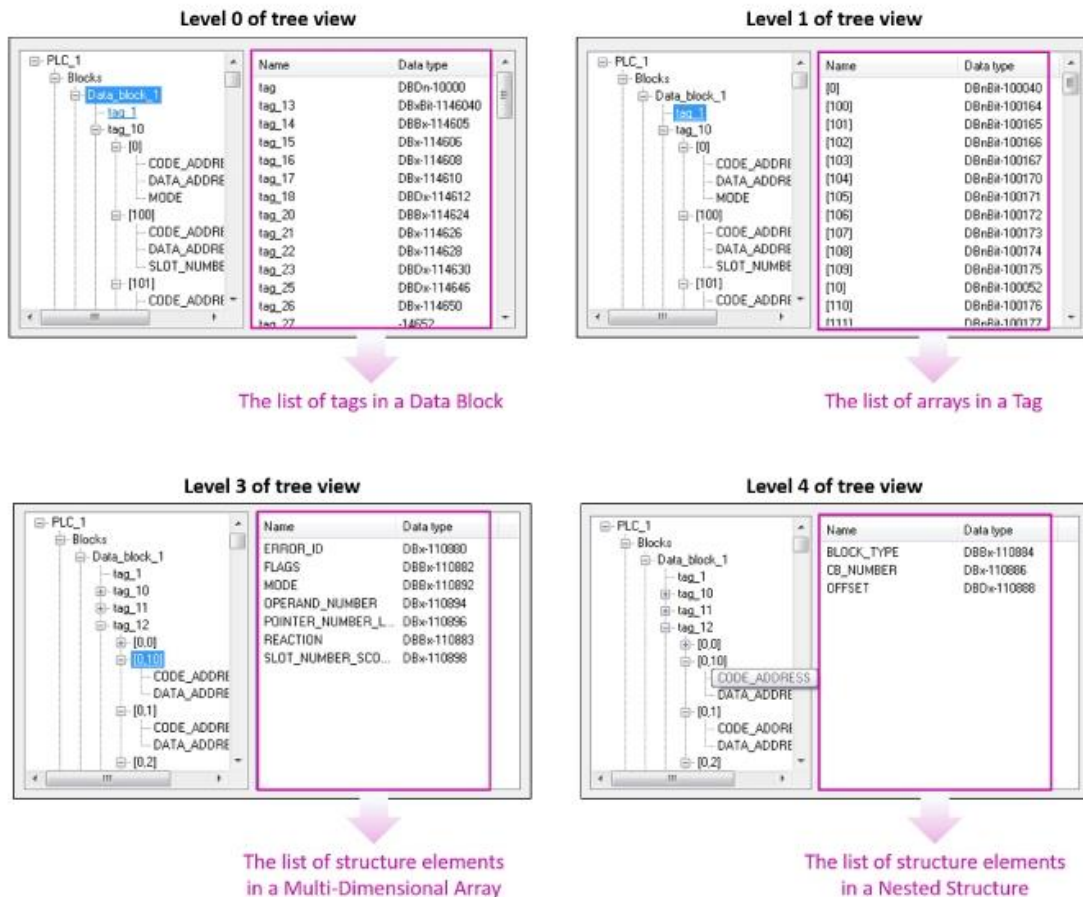 Level 0 of tree view
PLC_1
Blocks
Data_block_1
tag_1
tag_10
[0]
CODE_ADDRE
DATA_ADDRE
MODE
[100]
CODE_ADDRE
DATA_ADDRE
SLOT_NUMBE
[101]
CODE_ADDRE
Name Data type
tag DBDn-10000
tag_13 DBxBit-1146040
tag_14 DBBx-114605
tag_15 DBx-114606
tag_16 DBx-114608
tag_17 DBx-114610
tag_18 DBDx-114612
tag_20 DBBx-114624
tag_21 DBx-114626
tag_22 DBx-114628
tag_23 DBDx-114630
tag_25 DBDx-114646
tag_26 DBx-114650
tag_27 -14652
The list of tags in a Data Block
Level 1 of tree view
PLC_1
Blocks
Data_block_1
tag_1
tag_10
[0]
CODE_ADDRE
DATA_ADDRE
MODE
[100]
CODE_ADDRE
DATA_ADDRE
SLOT_NUMBE
[101]
CODE_ADDRE
Name Data type
[0] DBnBit-100040
[100] DBnBit-100164
[101] DBnBit-100165
[102] DBnBit-100166
[103] DBnBit-100167
[104] DBnBit-100170
[105] DBnBit-100171
[106] DBnBit-100172
[107] DBnBit-100173
[108] DBnBit-100174
[109] DBnBit-100175
[10] DBnBit-100052
[110] DBnBit-100176
[111] DBnBit-100177
The list of arrays in a Tag
Level 3 of tree view
PLC_1
Blocks
Data_block_1
tag_1
tag_10
tag_11
tag_12
[0,0]
[0,10]
CODE_ADDRE
DATA_ADDRE
[0,1]
CODE_ADDRE
DATA_ADDRE
[0,2]
Name Data type
ERROR_ID DBx-110880
FLAGS DBBx-110882
MODE DBBx-110892
OPERAND_NUMBER DBx-110894
POINTER_NUMBER_L... DBx-110896
REACTION DBBx-110883
SLOT_NUMBER_SCO... DBx-110898
The list of structure elements
in a Multi-Dimensional Array
Level 4 of tree view
PLC_1
Blocks
Data_block_1
tag_1
tag_10
tag_11
tag_12
[0,0]
[0,10]
CODE_ADDRESS
DATA_ADDRE
[0,1]
CODE_ADDRE
DATA_ADDRE
[0,2]
Name Data type
BLOCK_TYPE DBBx-110884
CB_NUMBER DBx-110886
OFFSET DBDx-110888
The list of structure elements
in a Nested Structure